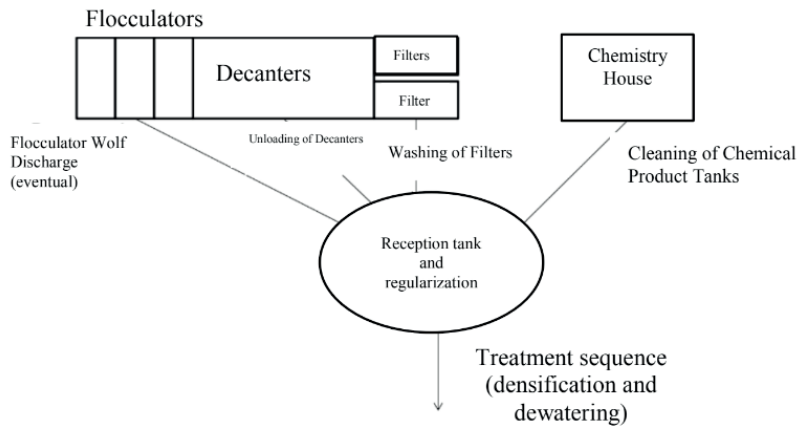 Flocculators
Decanters
Filters
Filter
Chemistry
House
Flocculator Wolf
Discharge
(eventual)
Unloading of Decanters
Washing of Filters
Cleaning of Chemical
Product Tanks
Reception tank
and
regularization
Treatment sequence
(densification and
dewatering)